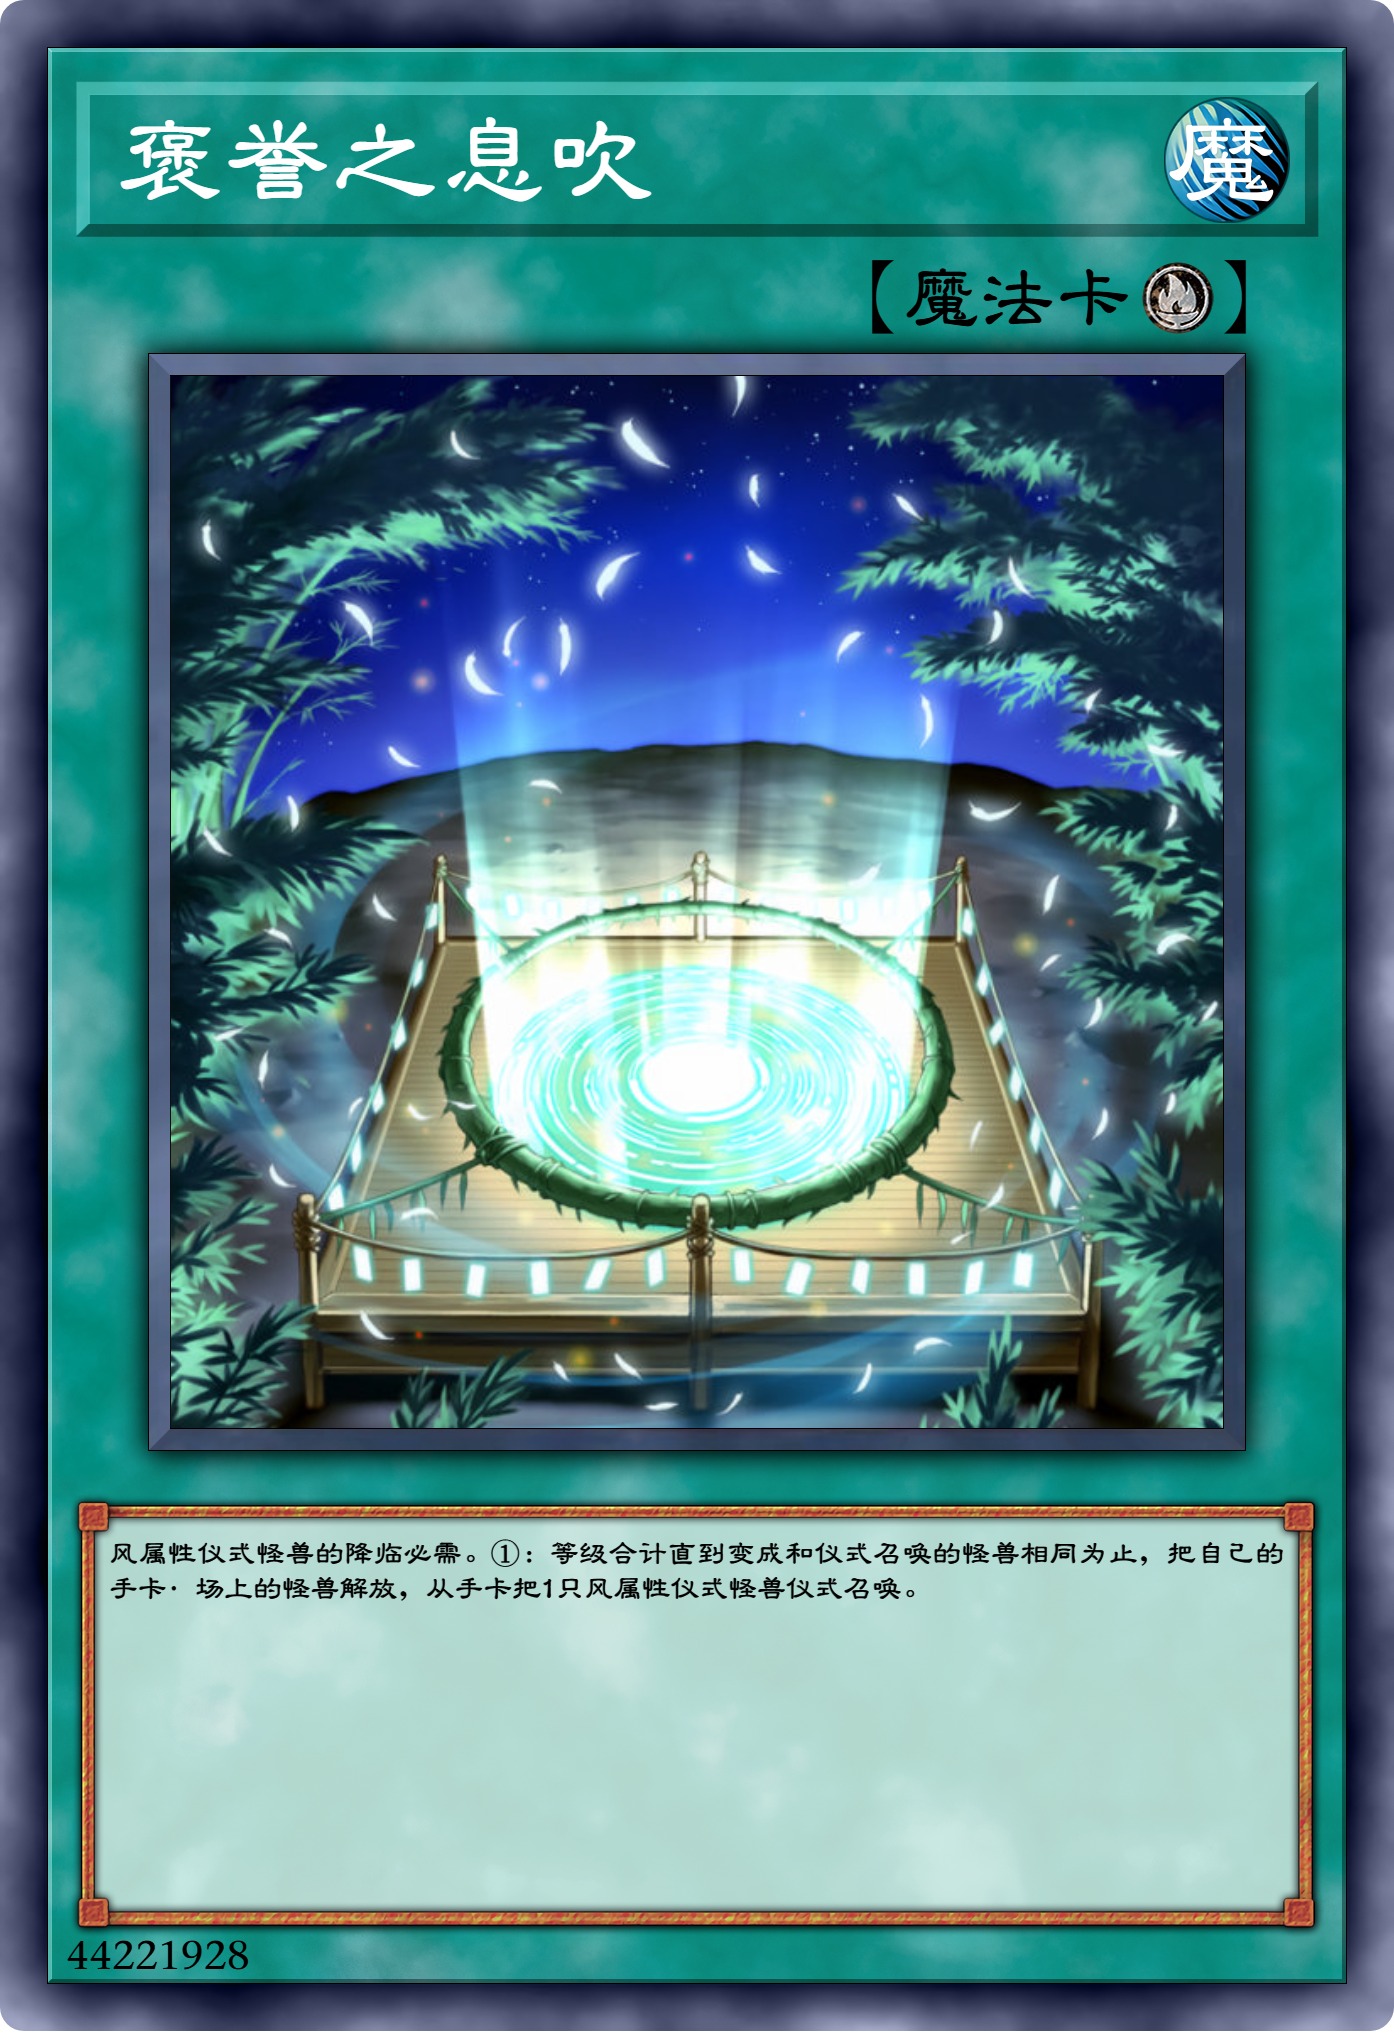 褒誉之息吹
魔
【魔法卡】
风属性仪式怪兽的降临必需。①：等级合计直到变成和仪式召唤的怪兽相同为止，把自己的
手卡·场上的怪兽解放，从手卡把1只风属性仪式怪兽仪式召唤。
44221928